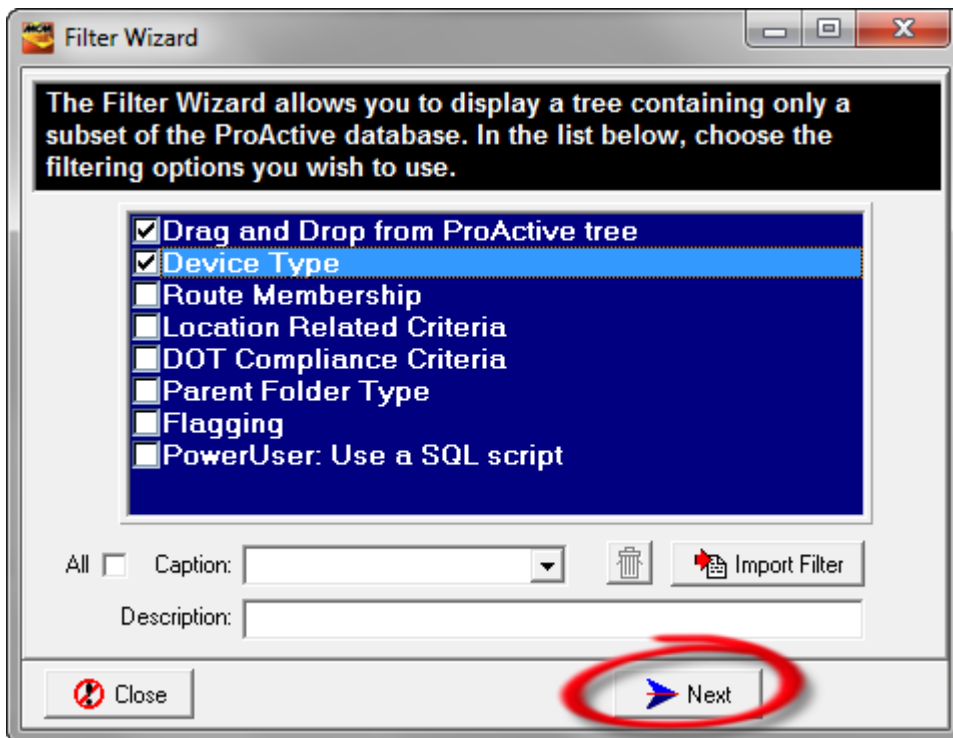 MCM
Filter Wizard
The Filter Wizard allows you to display a tree containing only a
subset of the ProActive database. In the list below, choose the
filtering options you wish to use.
Drag and Drop from ProActive tree
Device Type
Route Membership
Location Related Criteria
DOT Compliance Criteria
Parent Folder Type
Flagging
PowerUser: Use a SQL script
All Caption: Import Filter
Description:
Close Next